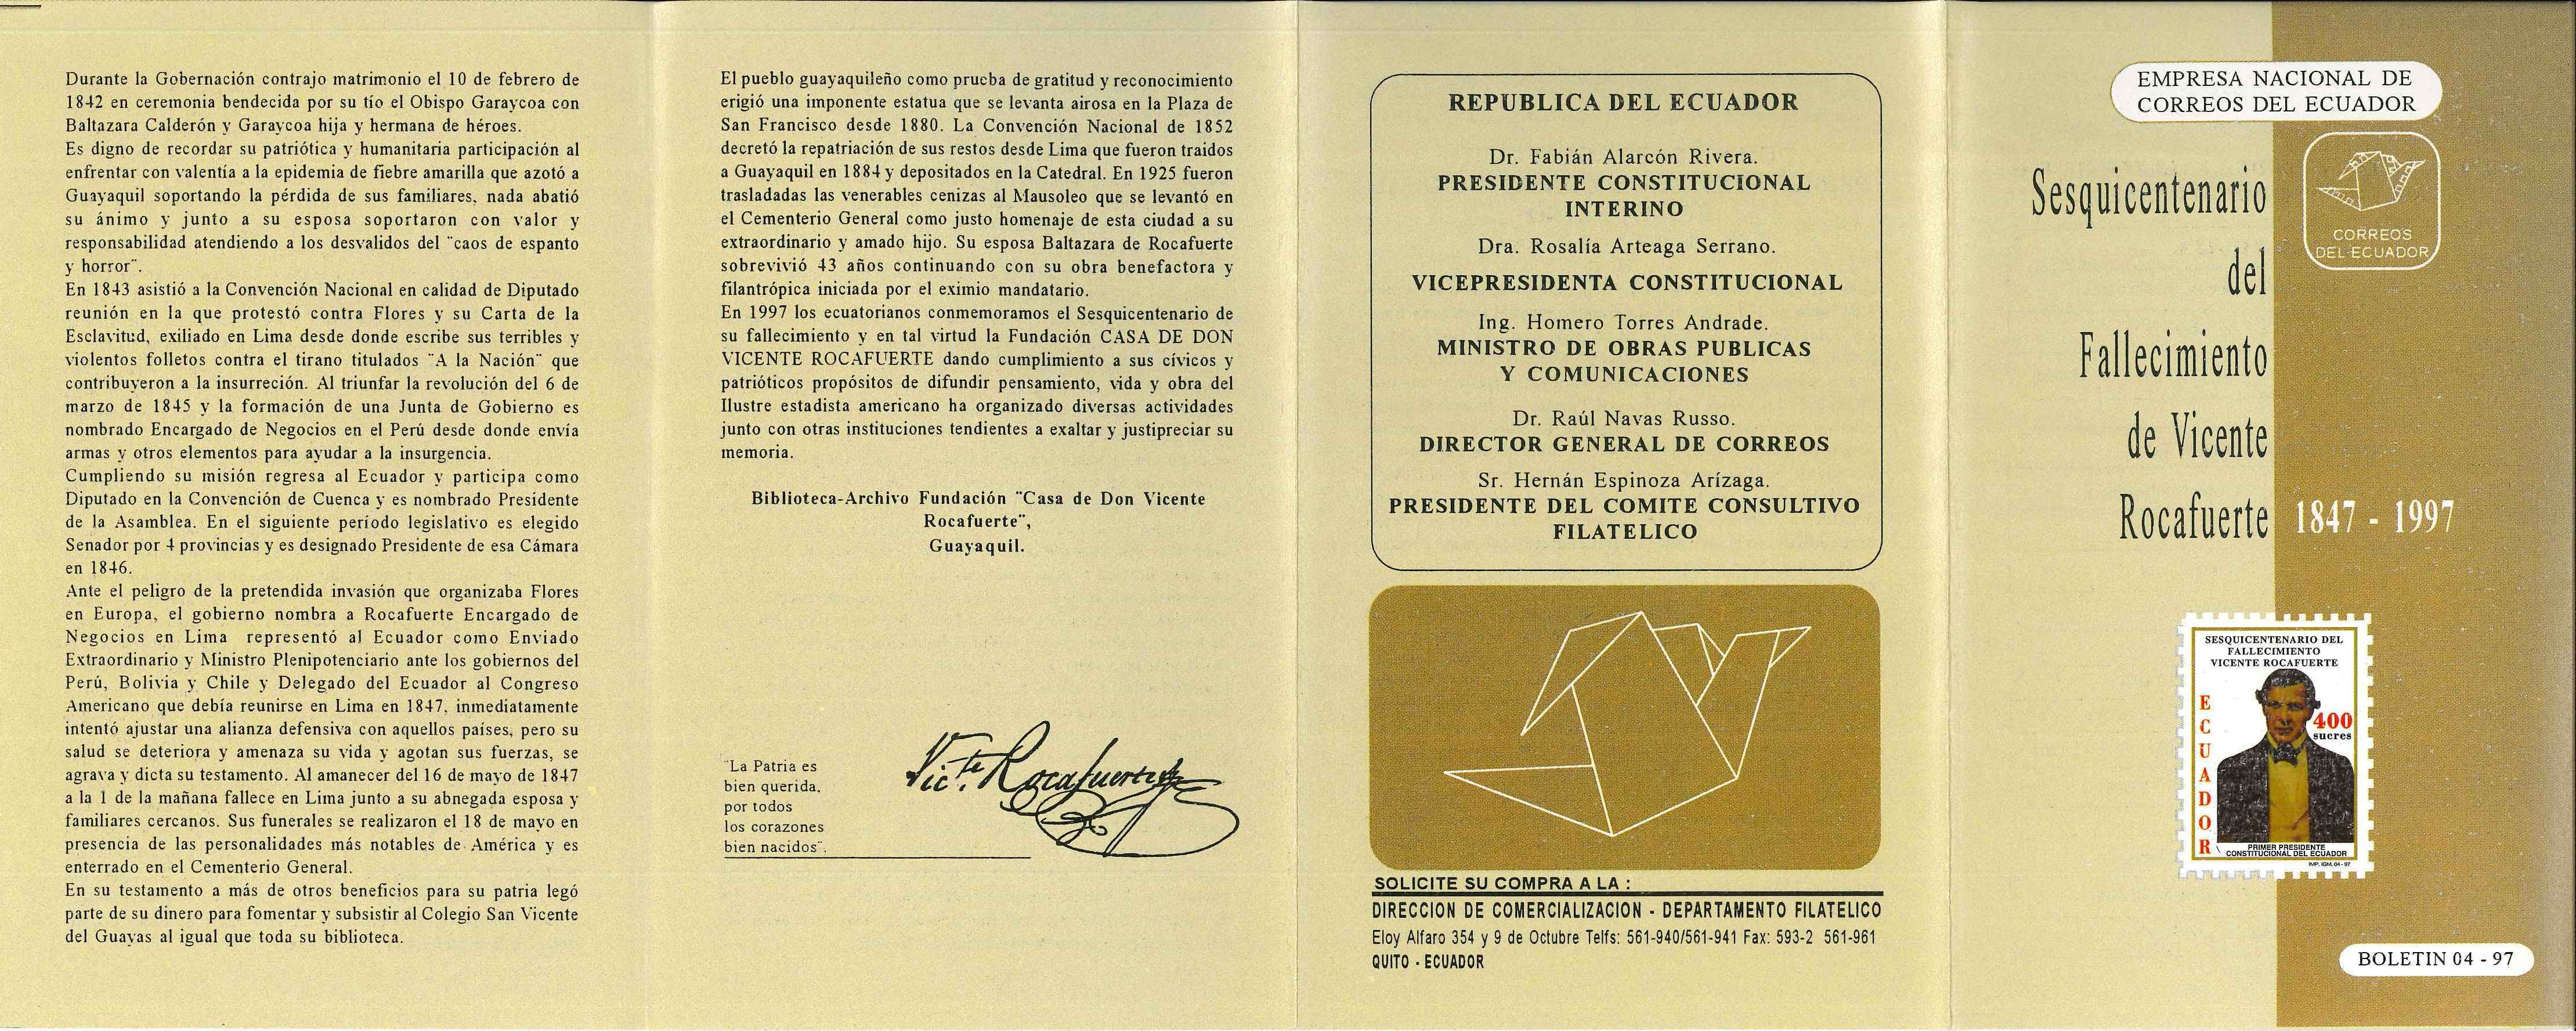 Durante la Gobernación contrajo matrimonio el 10 de febrero de
1842 en ceremonia bendecida por su tío el Obispo Garaycoa con
Baltazara Calderón y Garaycoa hija y hermana de héroes.
Es digno de recordar su patriótica y humanitaria participación al
enfrentar con valentía a la epidemia de fiebre amarilla que azotó a
Guayaquil soportando la pérdida de sus familiares, nada abatió
su ánimo y junto a su esposa soportaron con valor y
responsabilidad atendiendo a los desvalidos del "caos de espanto
y horror".
En 1843 asistió a la Convención Nacional en calidad de Diputado
reunión en la que protestó contra Flores y su Carta de la
Esclavitud, exiliado en Lima desde donde escribe sus terribles y
violentos folletos contra el tirano titulados "A la Nación" que
contribuyeron a la insurreción. Al triunfar la revolución del 6 de
marzo de 1845 y la formación de una Junta de Gobierno es
nombrado Encargado de Negocios en el Perú desde donde envía
armas y otros elementos para ayudar a la insurgencia.
Cumpliendo su misión regresa al Ecuador y participa como
Diputado en la Convención de Cuenca y es nombrado Presidente
de la Asamblea. En el siguiente período legislativo es elegido
Senador por 4 provincias y es designado Presidente de esa Cámara
en 1846.
Ante el peligro de la pretendida invasión que organizaba Flores
en Europa, el gobierno nombra a Rocafuerte Encargado de
Negocios en Lima representó al Ecuador como Enviado
Extraordinario y Ministro Plenipotenciario ante los gobiernos del
Perú, Bolivia y Chile y Delegado del Ecuador al Congreso
Americano que debía reunirse en Lima en 1847, inmediatamente
intentó ajustar una alianza defensiva con aquellos países, pero su
salud se deteriora y amenaza su vida y agotan sus fuerzas, se
agrava y dicta su testamento. Al amanecer del 16 de mayo de 1847
a la 1 de la mañana fallece en Lima junto a su abnegada esposa y
familiares cercanos. Sus funerales se realizaron el 18 de mayo en
presencia de las personalidades más notables de América y es
enterrado en el Cementerio General.
En su testamento a más de otros beneficios para su patria legó
parte de su dinero para fomentar y subsistir al Colegio San Vicente
del Guayas al igual que toda su biblioteca.
El pueblo guayaquileño como prueba de gratitud y reconocimiento
erigió una imponente estatua que se levanta airosa en la Plaza de
San Francisco desde 1880. La Convención Nacional de 1852
decretó la repatriación de sus restos desde Lima que fueron traidos
a Guayaquil en 1884 y depositados en la Catedral. En 1925 fueron
trasladadas las venerables cenizas al Mausoleo que se levantó en
el Cementerio General como justo homenaje de esta ciudad a su
extraordinario y amado hijo. Su esposa Baltazara de Rocafuerte
sobrevivió 43 años continuando con su obra benefactora y
filantrópica iniciada por el eximio mandatario.
En 1997 los ecuatorianos conmemoramos el Sesquicentenario de
su fallecimiento y en tal virtud la Fundación CASA DE DON
VICENTE ROCAFUERTE dando cumplimiento a sus cívicos y
patrióticos propósitos de difundir pensamiento, vida y obra del
Ilustre estadista americano ha organizado diversas actividades
junto con otras instituciones tendientes a exaltar y justipreciar su
memoria.
Biblioteca-Archivo Fundación "Casa de Don Vicente
Rocafuerte",
Guayaquil.
"La Patria es
bien querida,
por todos
los corazones
bien nacidos".
Victe. Rocafuerte
REPUBLICA DEL ECUADOR
Dr. Fabián Alarcón Rivera.
PRESIDENTE CONSTITUCIONAL
INTERINO
Dra. Rosalía Arteaga Serrano.
VICEPRESIDENTA CONSTITUCIONAL
Ing. Homero Torres Andrade.
MINISTRO DE OBRAS PUBLICAS
Y COMUNICACIONES
Dr. Raúl Navas Russo.
DIRECTOR GENERAL DE CORREOS
Sr. Hernán Espinoza Arízaga.
PRESIDENTE DEL COMITE CONSULTIVO
FILATELICO
SOLICITE SU COMPRA A LA :
DIRECCION DE COMERCIALIZACION - DEPARTAMENTO FILATELICO
Eloy Alfaro 354 y 9 de Octubre Telfs: 561-940/561-941 Fax: 593-2 561-961
QUITO - ECUADOR
EMPRESA NACIONAL DE
CORREOS DEL ECUADOR
CORREOS
DEL ECUADOR
Sesquicentenario
del
Fallecimiento
de Vicente
Rocafuerte 1847 - 1997
SESQUICENTENARIO DEL
FALLECIMIENTO
VICENTE ROCAFUERTE
ECUADOR
400
sucres
PRIMER PRESIDENTE
CONSTITUCIONAL DEL ECUADOR
IMP. IGM. 04 - 97
BOLETIN 04 - 97